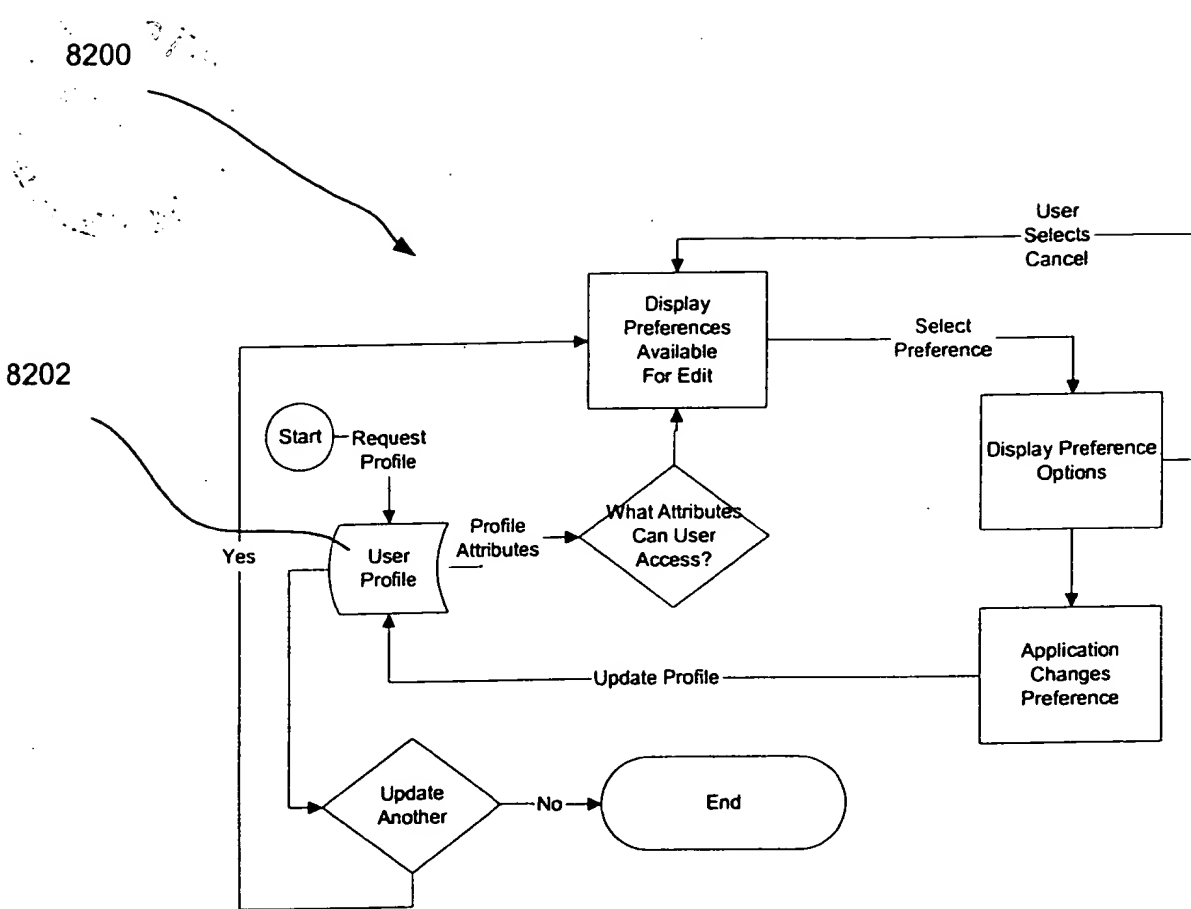 8200
User
Selects
Cancel
Display
Preferences
Available
For Edit
Select
Preference
8202
Start
Request
Profile
Display Preference
Options
What Attributes
Can User
Access?
Profile
Attributes
User
Profile
Yes
Application
Changes
Preference
Update Profile
Update
Another
No
End